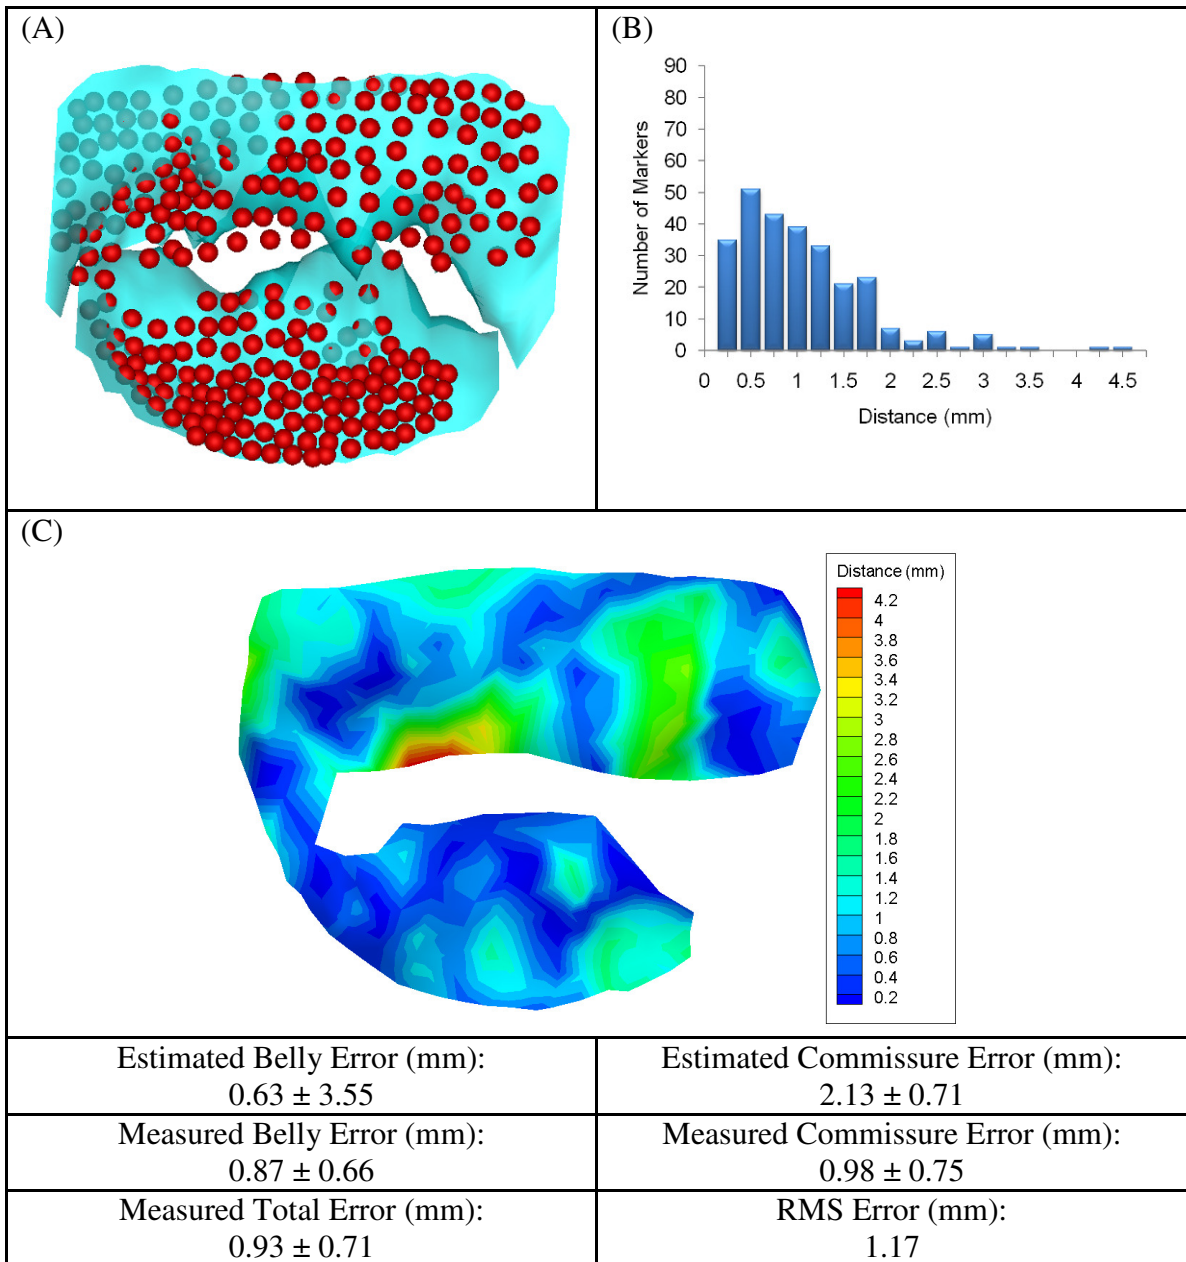 (A)
(B)
90
80
70
60
50
40
30
20
10
0
Number of Markers
0 0.5 1 1.5 2 2.5 3 3.5 4 4.5
Distance (mm)
(C)
Distance (mm)
4.2
4
3.8
3.6
3.4
3.2
3
2.8
2.6
2.4
2.2
2
1.8
1.6
1.4
1.2
1
0.8
0.6
0.4
0.2
Estimated Belly Error (mm):
0.63 ± 3.55
Estimated Commissure Error (mm):
2.13 ± 0.71
Measured Belly Error (mm):
0.87 ± 0.66
Measured Commissure Error (mm):
0.98 ± 0.75
Measured Total Error (mm):
0.93 ± 0.71
RMS Error (mm):
1.17